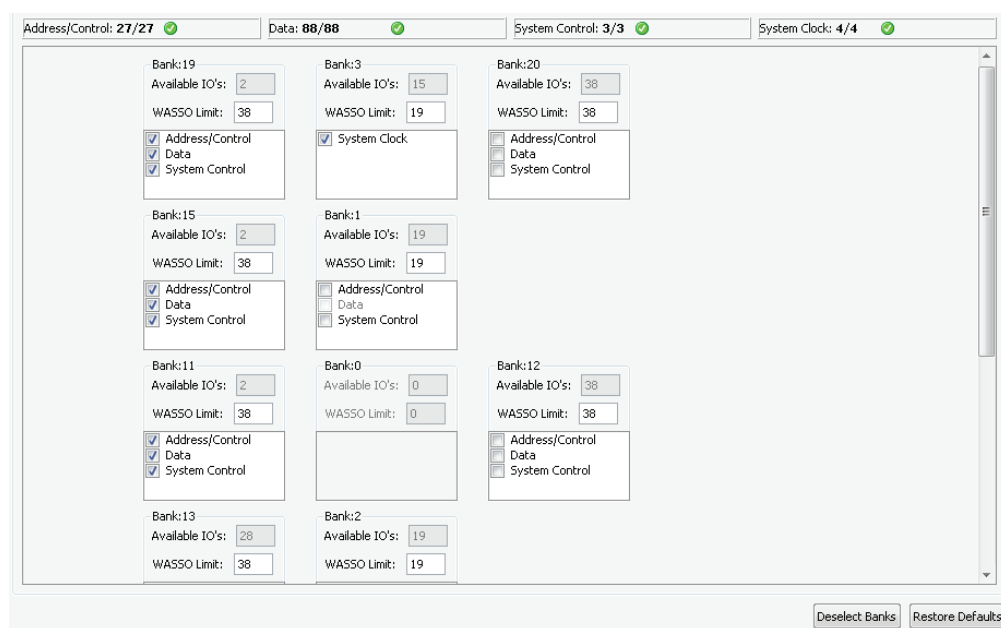 Address/Control: 27/27 Data: 88/88 System Control: 3/3 System Clock: 4/4
Bank:19 Bank:3 Bank:20
Available IO's: 2 Available IO's: 15 Available IO's: 38
WASSO Limit: 38 WASSO Limit: 19 WASSO Limit: 38
Address/Control System Clock Address/Control
Data Data
System Control System Control
Bank:15 Bank:1
Available IO's: 2 Available IO's: 19
WASSO Limit: 38 WASSO Limit: 19
Address/Control Address/Control
Data Data
System Control System Control
Bank:11 Bank:0 Bank:12
Available IO's: 2 Available IO's: 0 Available IO's: 38
WASSO Limit: 38 WASSO Limit: 0 WASSO Limit: 38
Address/Control Address/Control
Data Data
System Control System Control
Bank:13 Bank:2
Available IO's: 28 Available IO's: 19
WASSO Limit: 38 WASSO Limit: 19
Deselect Banks Restore Defaults